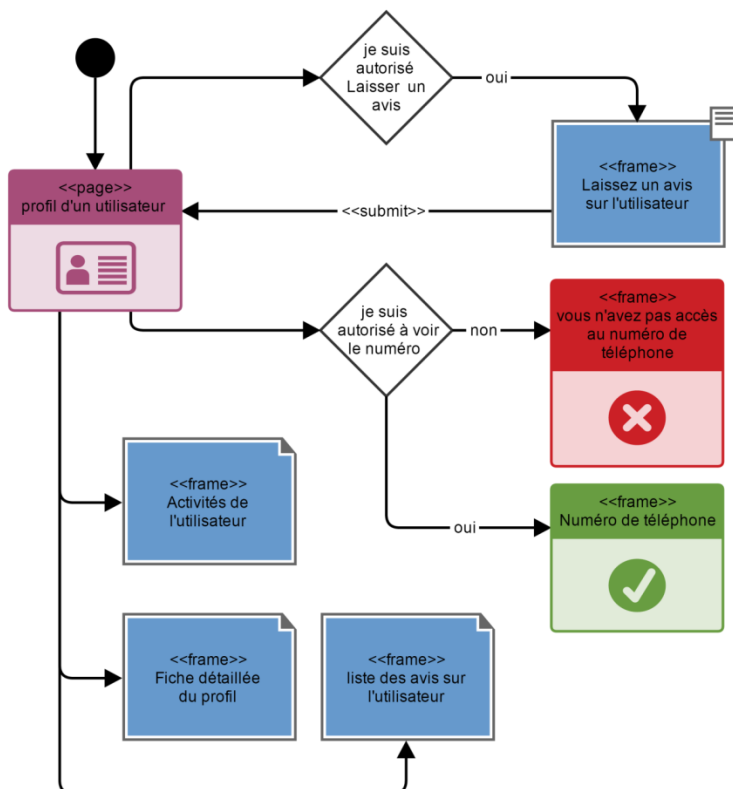 je suis
autorisé
Laisser un
avis
oui
<<frame>>
Laissez un avis
sur l'utilisateur
<<page>>
profil d'un utilisateur
<<submit>>
je suis
autorisé à voir
le numéro
non
<<frame>>
vous n'avez pas accès
au numéro de
téléphone
<<frame>>
Activités de
l'utilisateur
oui
<<frame>>
Numéro de téléphone
<<frame>>
Fiche détaillée
du profil
<<frame>>
liste des avis sur
l'utilisateur